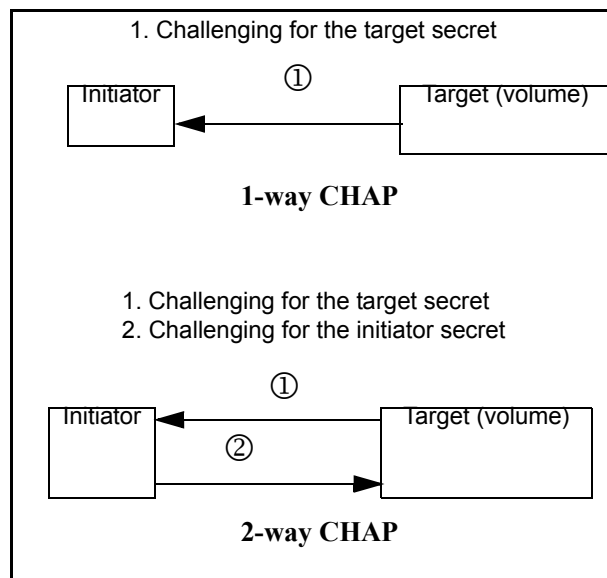 1. Challenging for the target secret
①
Initiator
Target (volume)
1-way CHAP
1. Challenging for the target secret
2. Challenging for the initiator secret
①
Initiator
Target (volume)
②
2-way CHAP